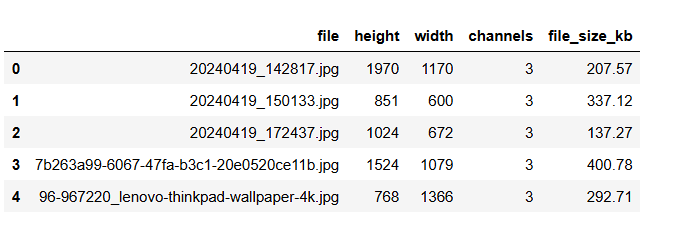 file height width channels file_size_kb
0 20240419_142817.jpg 1970 1170 3 207.57
1 20240419_150133.jpg 851 600 3 337.12
2 20240419_172437.jpg 1024 672 3 137.27
3 7b263a99-6067-47fa-b3c1-20e0520ce11b.jpg 1524 1079 3 400.78
4 96-967220_lenovo-thinkpad-wallpaper-4k.jpg 768 1366 3 292.71